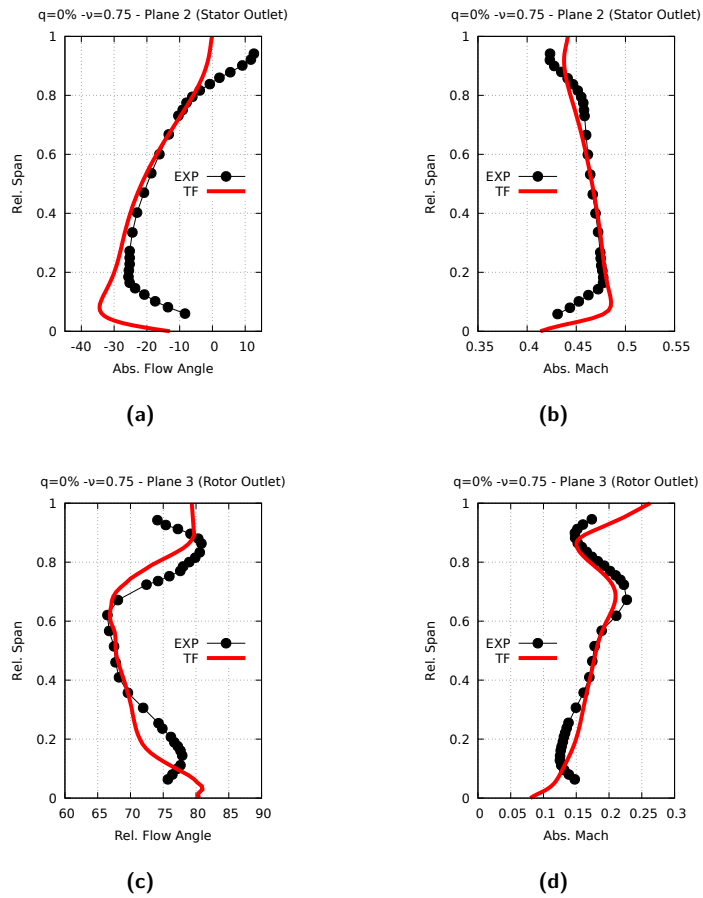 q=0% -ν=0.75 - Plane 2 (Stator Outlet)
1
0.8
0.6
0.4
0.2
0
Rel. Span
EXP
TF
-40 -30 -20 -10 0 10
Abs. Flow Angle
(a)
q=0% -ν=0.75 - Plane 2 (Stator Outlet)
1
0.8
0.6
0.4
0.2
0
Rel. Span
EXP
TF
0.35 0.4 0.45 0.5 0.55
Abs. Mach
(b)
q=0% -ν=0.75 - Plane 3 (Rotor Outlet)
1
0.8
0.6
0.4
0.2
0
Rel. Span
EXP
TF
60 65 70 75 80 85 90
Rel. Flow Angle
(c)
q=0% -ν=0.75 - Plane 3 (Rotor Outlet)
1
0.8
0.6
0.4
0.2
0
Rel. Span
EXP
TF
0 0.05 0.1 0.15 0.2 0.25 0.3
Abs. Mach
(d)